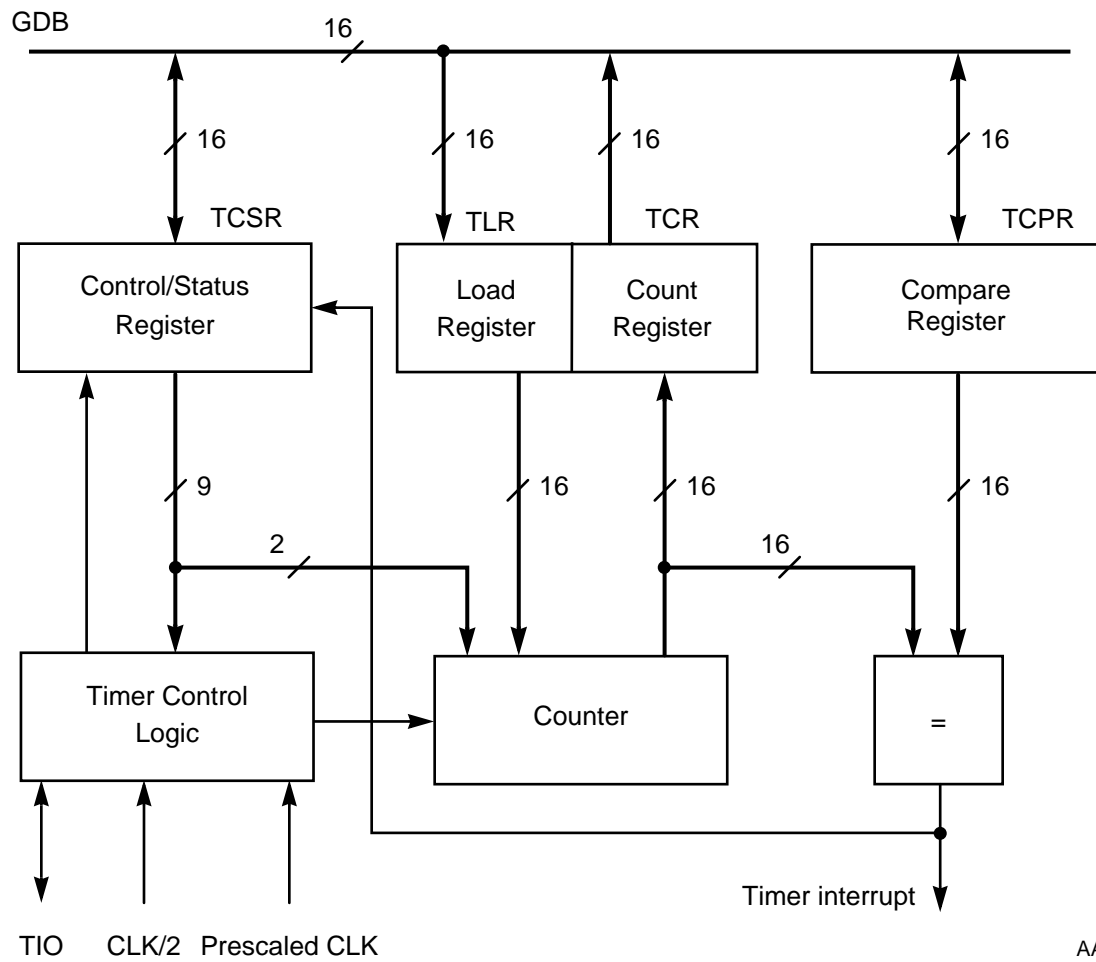 GDB
16
16
16
16
16
TCSR
TLR
TCR
TCPR
Control/Status
Register
Load
Register
Count
Register
Compare
Register
9
16
16
16
2
16
Timer Control
Logic
Counter
=
Timer interrupt
TIO
CLK/2
Prescaled CLK
AA